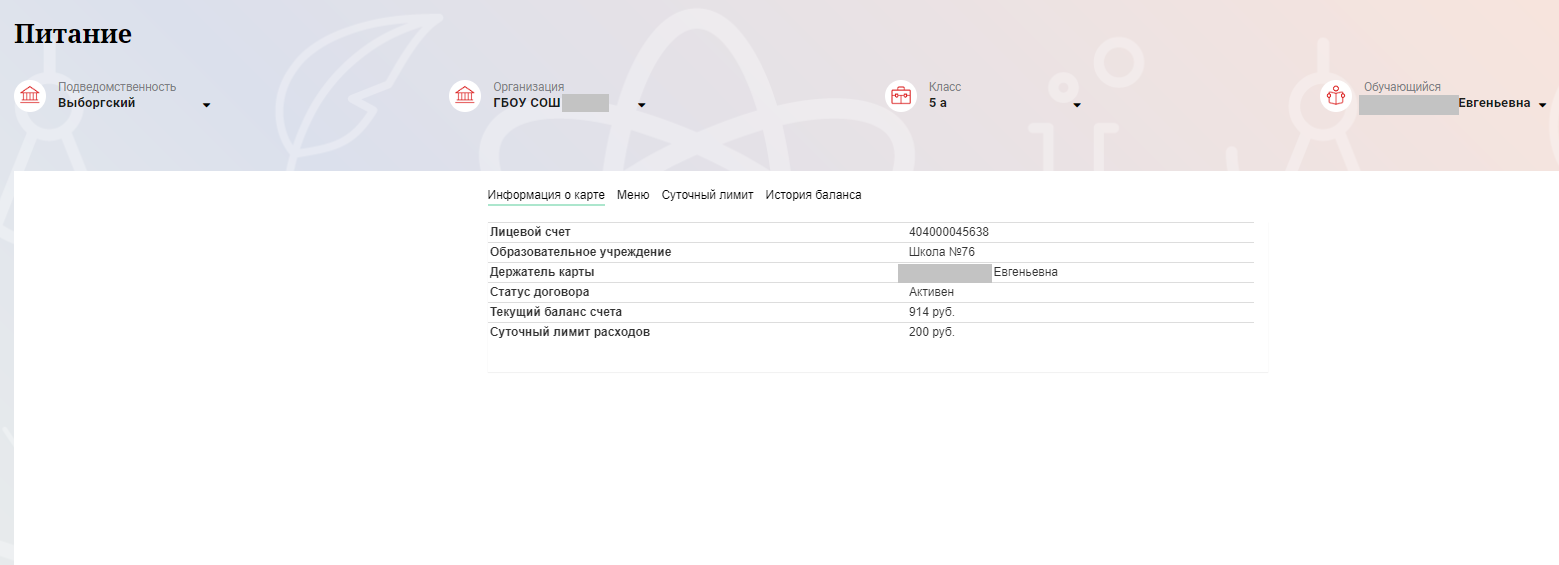 Питание
Подведомственность
Выборгский
Организация
ГБОУ СОШ
Класс
5 а
Обучающийся
Евгеньевна
Информация о карте Меню Суточный лимит История баланса
Лицевой счет 404000045638
Образовательное учреждение Школа №76
Держатель карты Евгеньевна
Статус договора Активен
Текущий баланс счета 914 руб.
Суточный лимит расходов 200 руб.